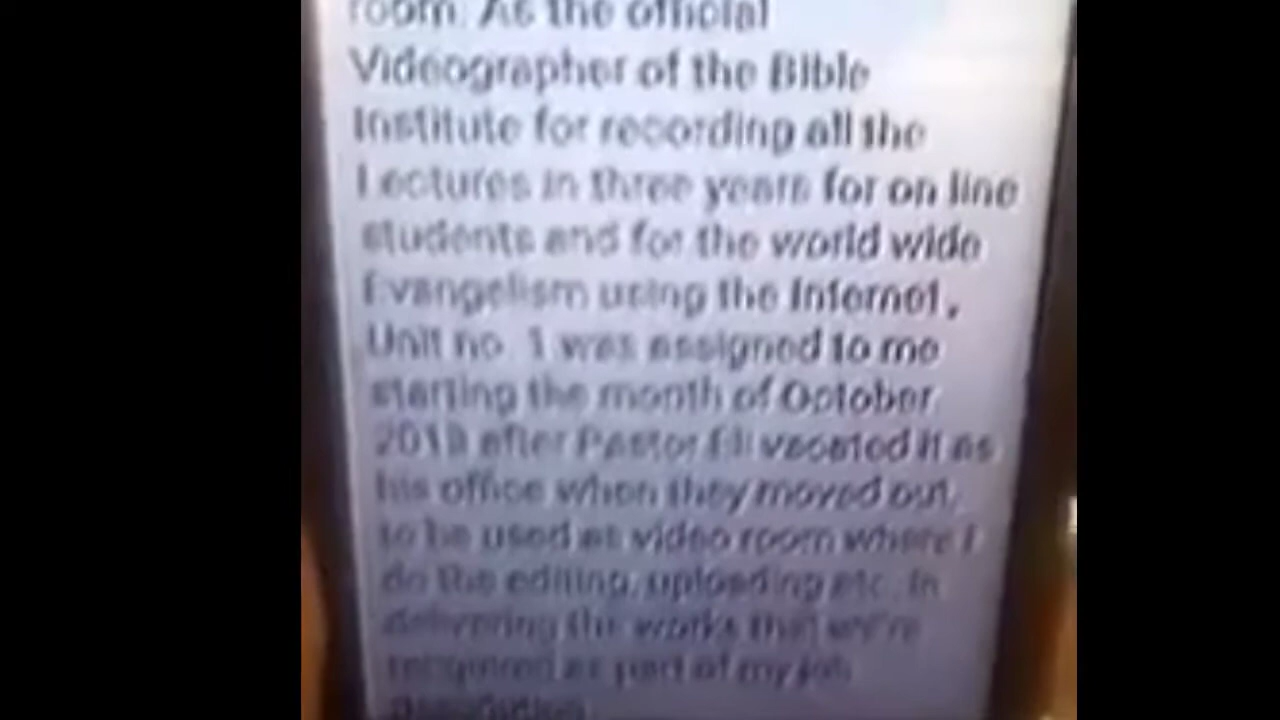 room. As the official
Videographer of the Bible
Institute for recording all the
Lectures in three years for on line
students and for the world wide
Evangelism using the Internet,
Unit no. 1 was assigned to me
starting the month of October
after Pastor Eli vacated it as
his office when they moved out,
to be used as video room where I
do the editing, uploading etc. In
delivering the works that were
required as part of my job
description